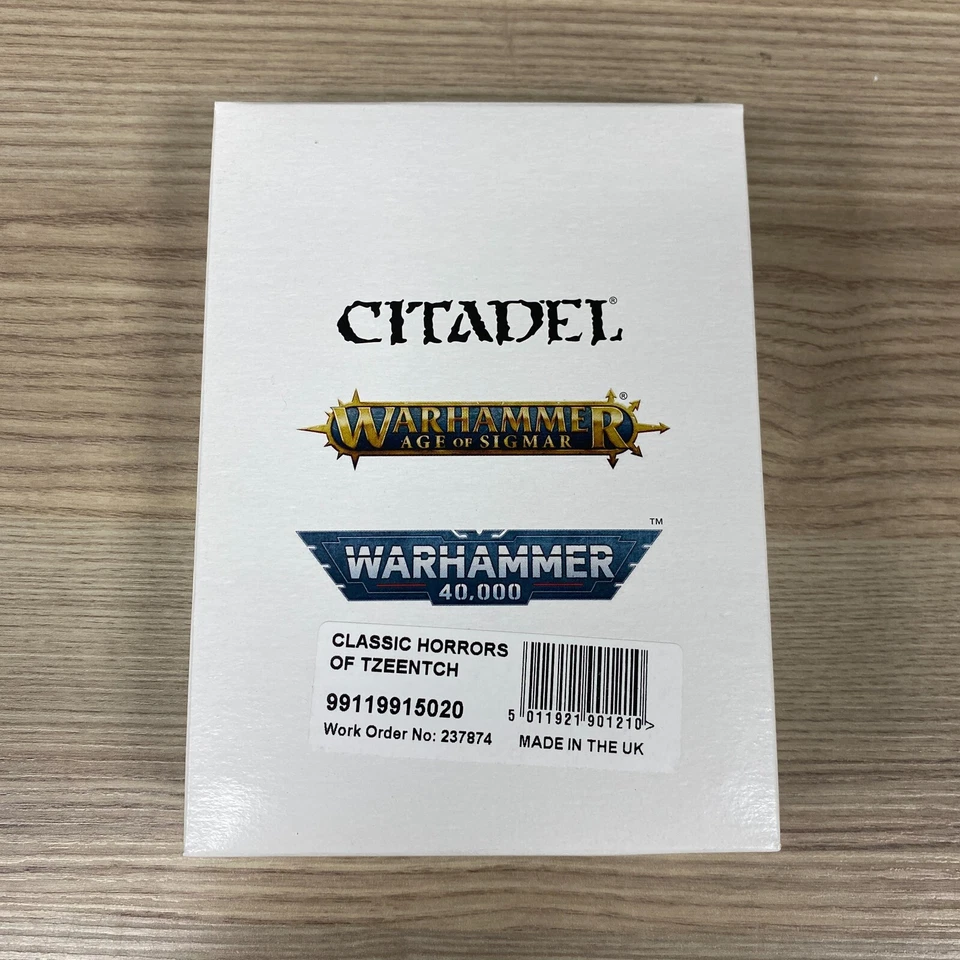 CITADEL®
WARHAMMER®
AGE OF SIGMAR
WARHAMMER™
40,000
CLASSIC HORRORS
OF TZEENTCH
99119915020
Work Order No: 237874
5 011921 901210 >
MADE IN THE UK